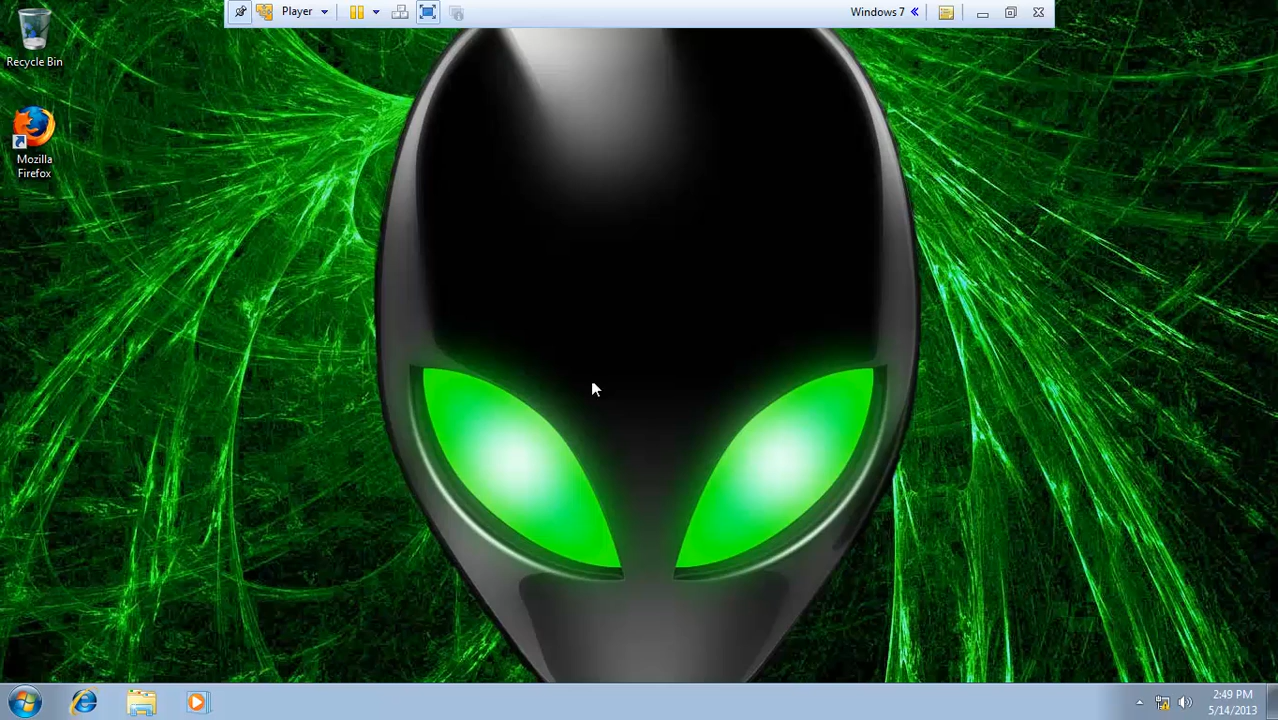 Player
Windows 7
Recycle Bin
Mozilla
Firefox
2:49 PM
5/14/2013